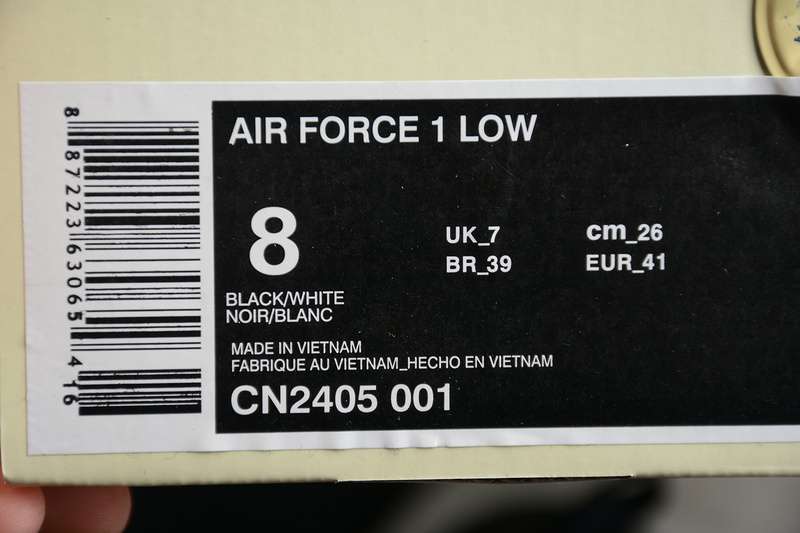 AIR FORCE 1 LOW
8
UK_7 cm_26
BR_39 EUR_41
BLACK/WHITE
NOIR/BLANC
MADE IN VIETNAM
FABRIQUE AU VIETNAM_HECHO EN VIETNAM
CN2405 001
8 87223 63065 4 16